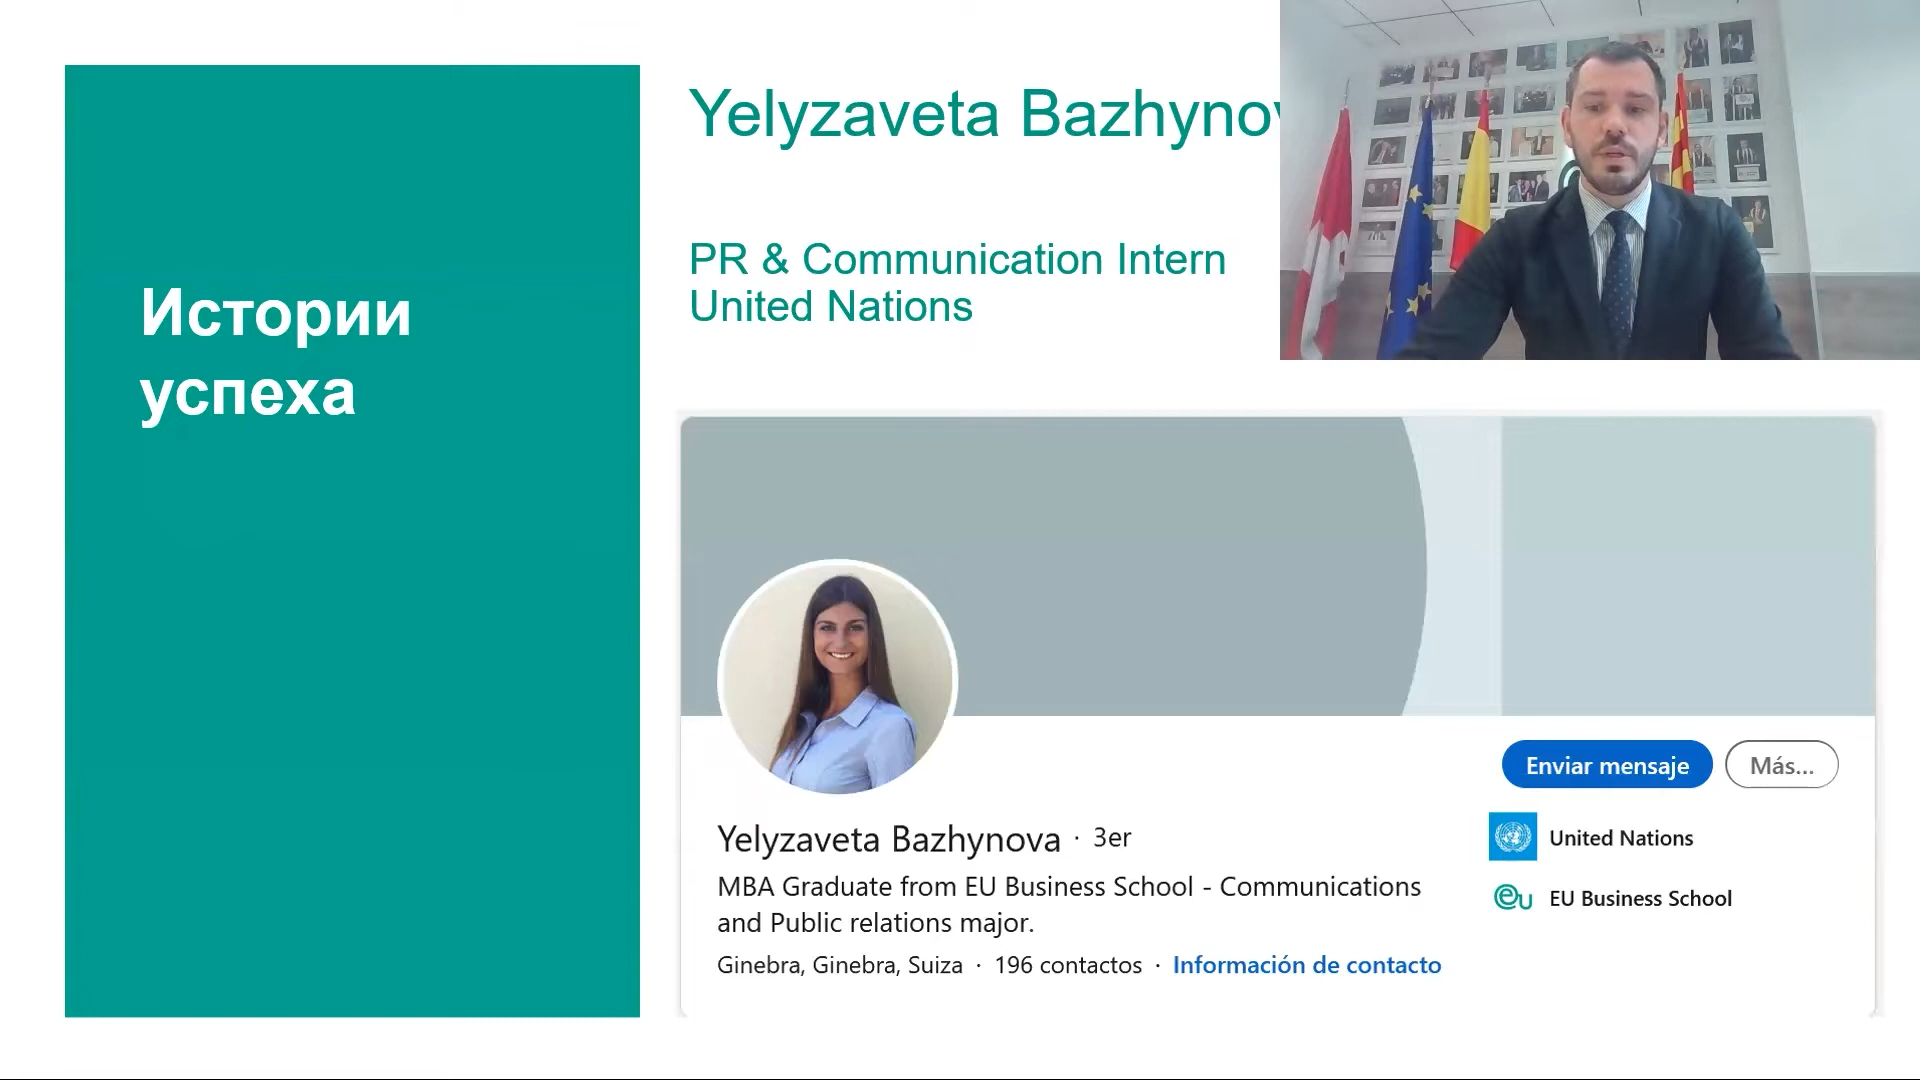 Истории
успеха
Yelyzaveta Bazhyno
PR & Communication Intern
United Nations
Enviar mensaje
Más...
Yelyzaveta Bazhynova · 3er
MBA Graduate from EU Business School - Communications
and Public relations major.
Ginebra, Ginebra, Suiza · 196 contactos · Información de contacto
United Nations
eu EU Business School